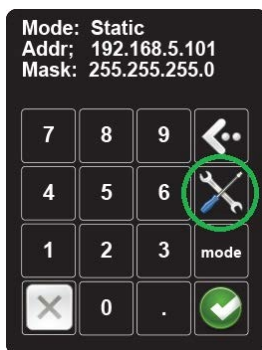 Mode: Static
Addr; 192.168.5.101
Mask: 255.255.255.0
7 8 9
4 5 6
1 2 3 mode
0 .